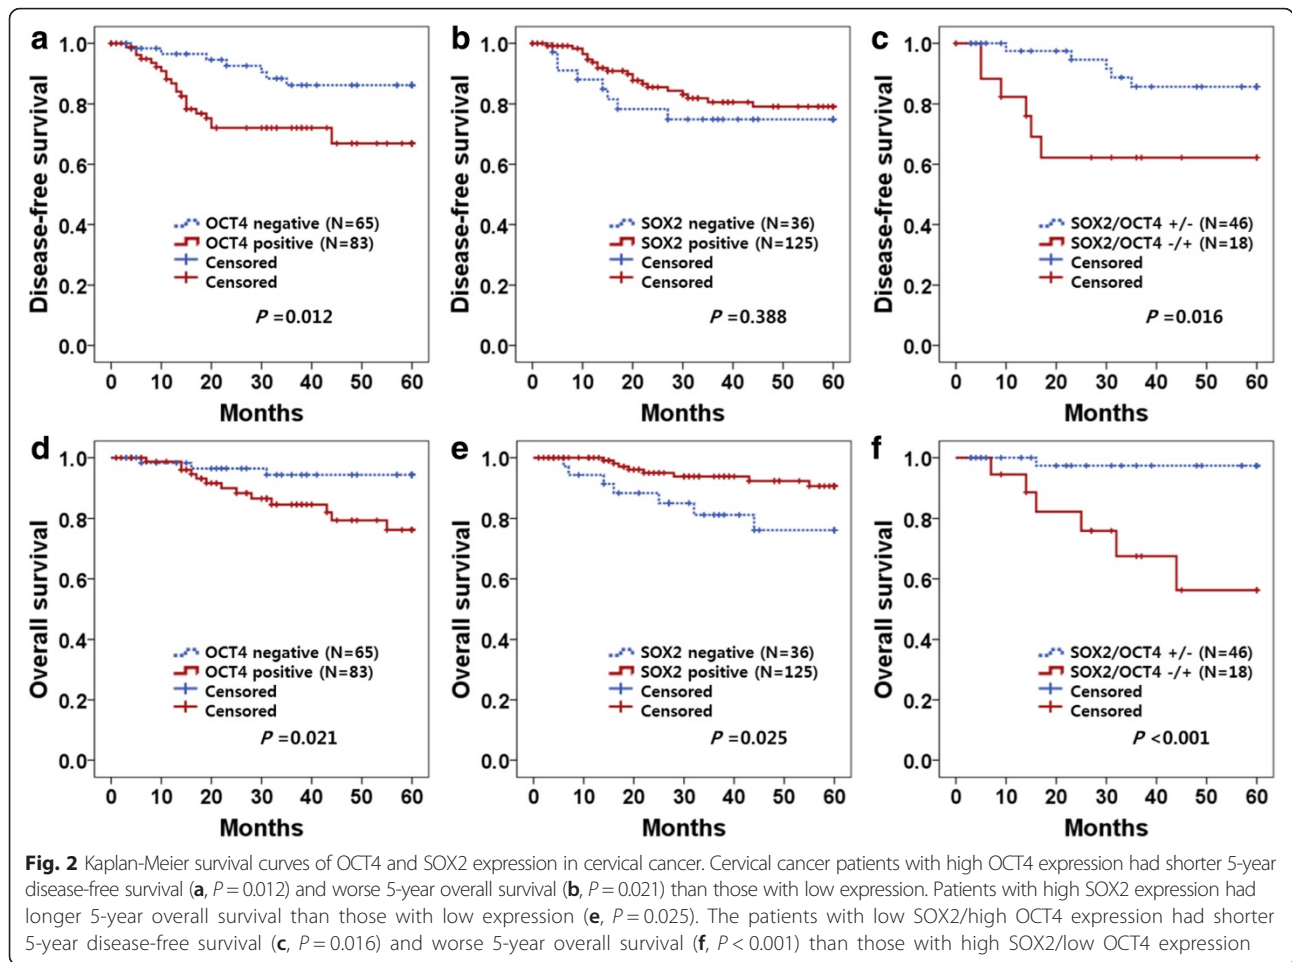 a
1.0
0.8
0.6
0.4
0.2
0.0
Disease-free survival
OCT4 negative (N=65)
OCT4 positive (N=83)
Censored
Censored
P =0.012
0 10 20 30 40 50 60
Months
b
1.0
0.8
0.6
0.4
0.2
0.0
Disease-free survival
SOX2 negative (N=36)
SOX2 positive (N=125)
Censored
Censored
P =0.388
0 10 20 30 40 50 60
Months
c
1.0
0.8
0.6
0.4
0.2
0.0
Disease-free survival
SOX2/OCT4 +/- (N=46)
SOX2/OCT4 -/+ (N=18)
Censored
Censored
P =0.016
0 10 20 30 40 50 60
Months
d
1.0
0.8
0.6
0.4
0.2
0.0
Overall survival
OCT4 negative (N=65)
OCT4 positive (N=83)
Censored
Censored
P =0.021
0 10 20 30 40 50 60
Months
e
1.0
0.8
0.6
0.4
0.2
0.0
Overall survival
SOX2 negative (N=36)
SOX2 positive (N=125)
Censored
Censored
P =0.025
0 10 20 30 40 50 60
Months
f
1.0
0.8
0.6
0.4
0.2
0.0
Overall survival
SOX2/OCT4 +/- (N=46)
SOX2/OCT4 -/+ (N=18)
Censored
Censored
P <0.001
0 10 20 30 40 50 60
Months
Fig. 2 Kaplan-Meier survival curves of OCT4 and SOX2 expression in cervical cancer. Cervical cancer patients with high OCT4 expression had shorter 5-year
disease-free survival (a, P = 0.012) and worse 5-year overall survival (b, P = 0.021) than those with low expression. Patients with high SOX2 expression had
longer 5-year overall survival than those with low expression (e, P = 0.025). The patients with low SOX2/high OCT4 expression had shorter
5-year disease-free survival (c, P = 0.016) and worse 5-year overall survival (f, P < 0.001) than those with high SOX2/low OCT4 expression